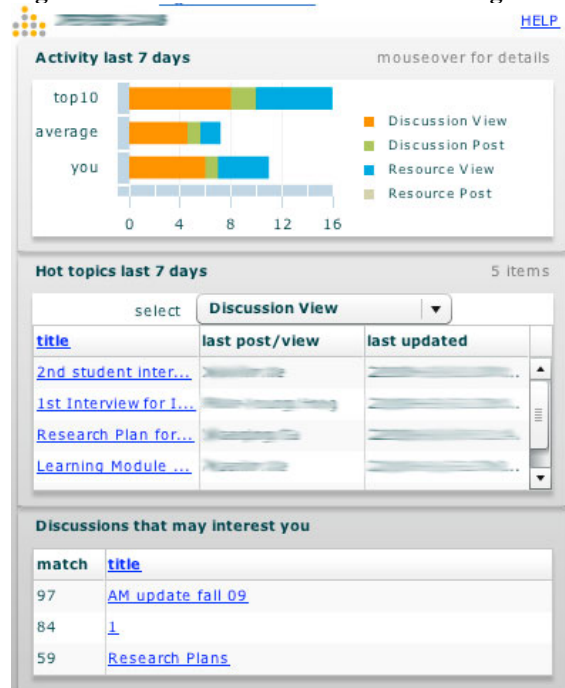 HELP
Activity last 7 days mouseover for details
top10
average
you
Discussion View
Discussion Post
Resource View
Resource Post
0 4 8 12 16
Hot topics last 7 days 5 items
select Discussion View
title last post/view last updated
2nd student inter...
1st Interview for I...
Research Plan for...
Learning Module ...
Discussions that may interest you
match title
97 AM update fall 09
84 1
59 Research Plans